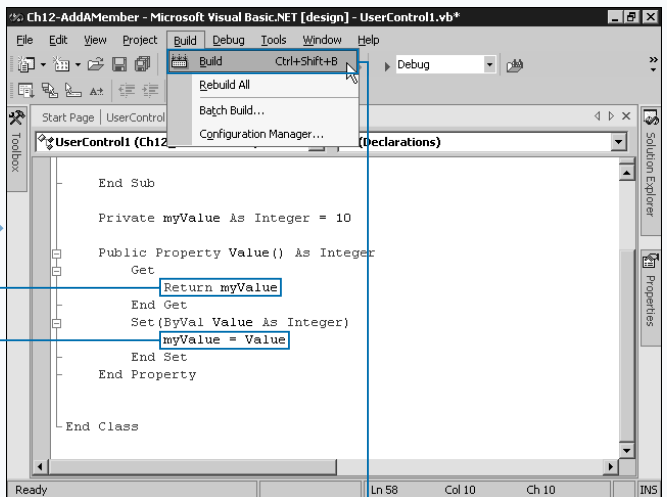 Ch12-AddAMember - Microsoft Visual Basic.NET [design] - UserControl1.vb*
File Edit View Project Build Debug Tools Window Help
Build Ctrl+Shift+B
Debug
Rebuild All
Batch Build...
Configuration Manager...
Start Page UserControl
UserControl1 (Ch12_
(Declarations)
Toolbox
Solution Explorer
Properties
End Sub
Private myValue As Integer = 10
Public Property Value() As Integer
Get
Return myValue
End Get
Set(ByVal Value As Integer)
myValue = Value
End Set
End Property
End Class
Ready Ln 58 Col 10 Ch 10 INS